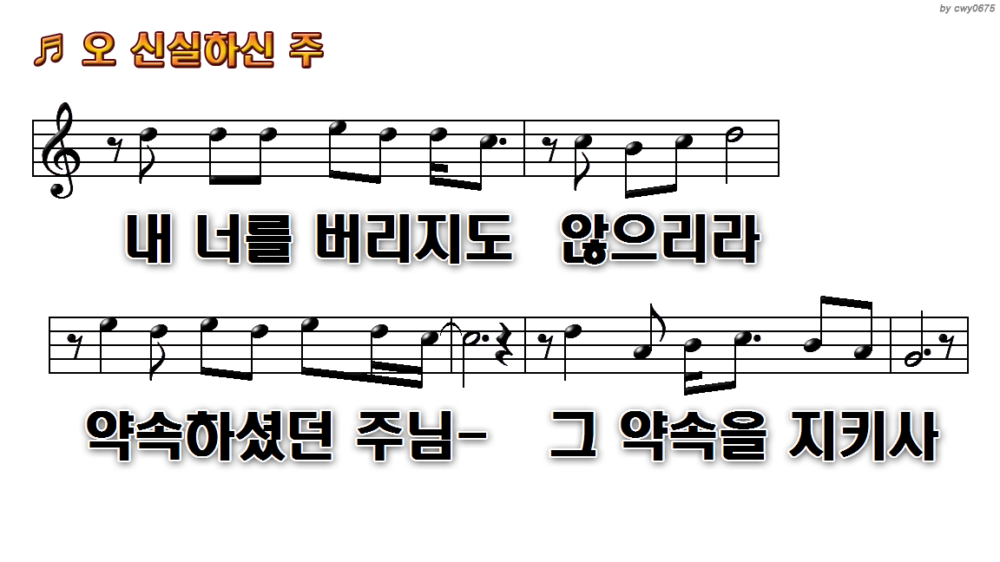 by cwy0675
♬ 오 신실하신 주
내 너를 버리지도 않으리라
약속하셨던 주님- 그 약속을 지키사